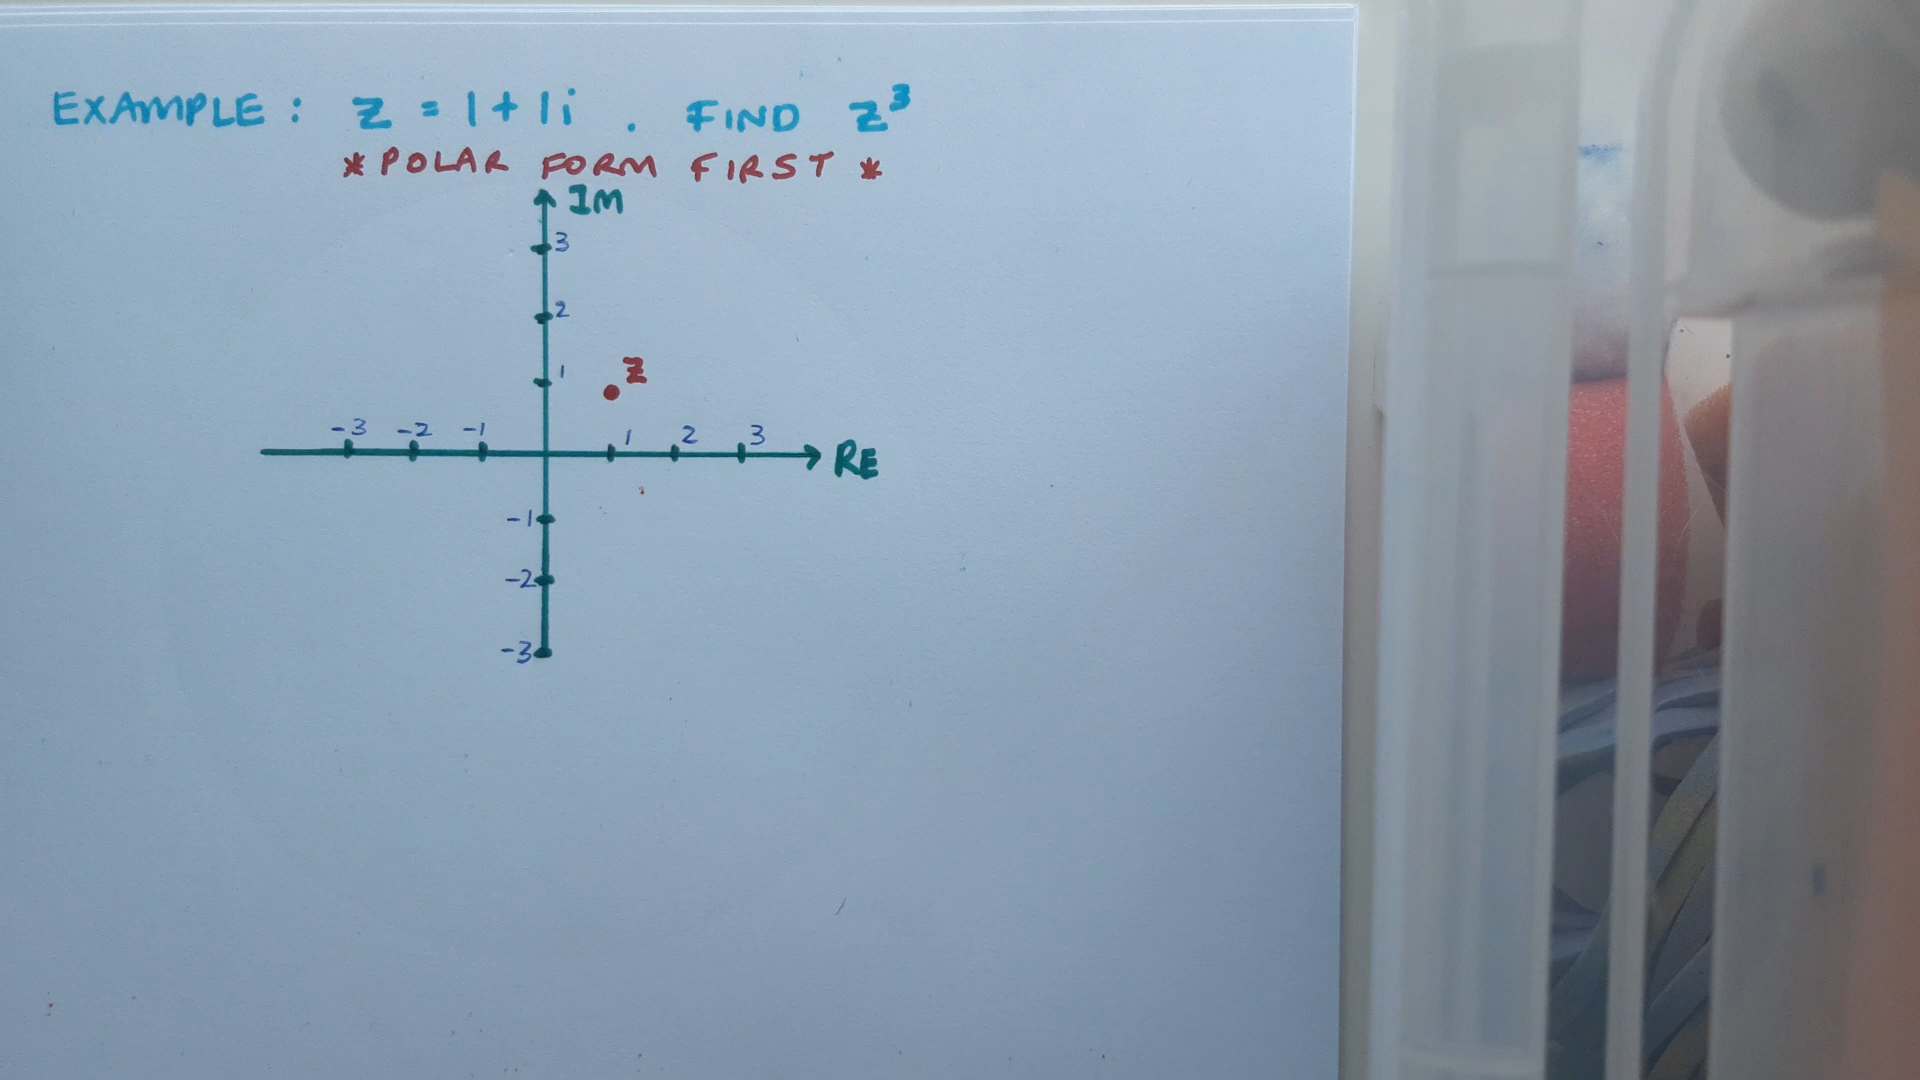 EXAMPLE: Z = 1 + 1i . FIND Z³
* POLAR FORM FIRST *
IM
3
2
Z
1
-3 -2 -1 1 2 3
RE
-1
-2
-3